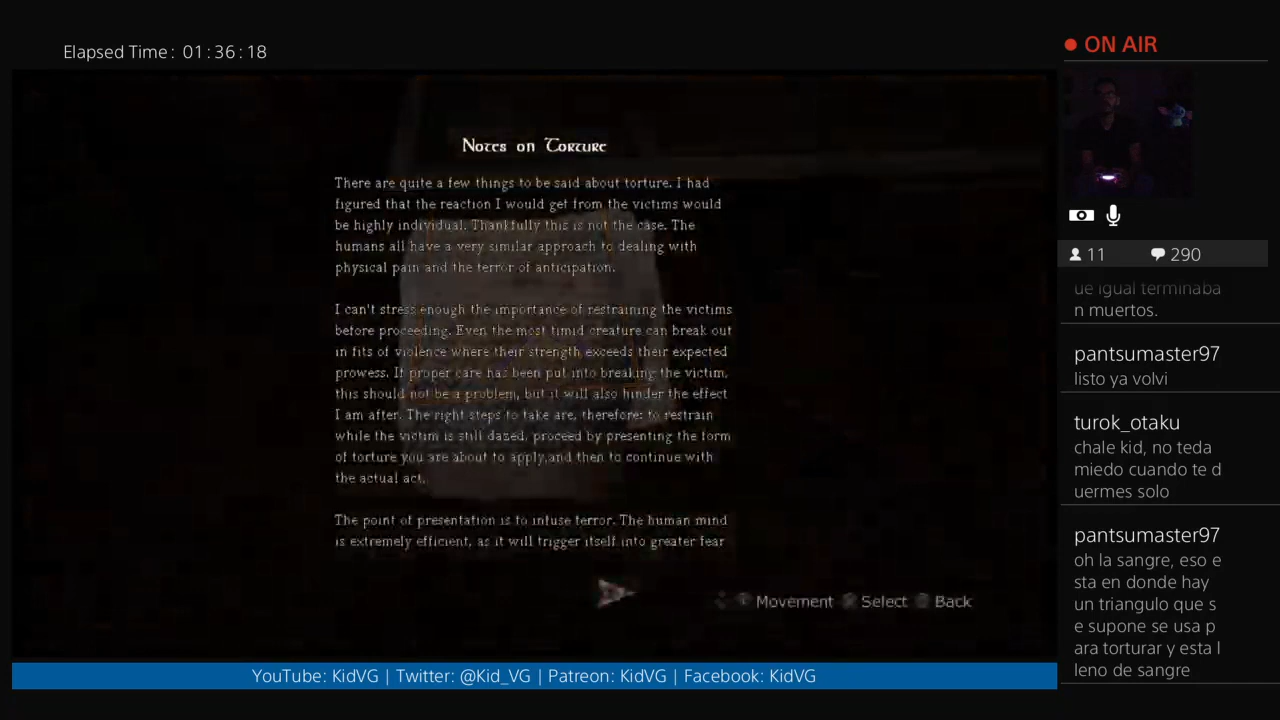 Elapsed Time: 01:36:18
ON AIR
Notes on Torture
There are quite a few things to be said about torture. I had
figured that the reaction I would get from the victims would
be highly individual. Thankfully this is not the case. The
humans all have a very similar approach to dealing with
physical pain and the terror of anticipation.
I can't stress enough the importance of restraining the victims
before proceeding. Even the most timid creature can break out
in fits of violence where their strength exceeds their expected
prowess. If proper care has been put into breaking the victim,
this should not be a problem, but it will also hinder the effect
I am after. The right steps to take are, therefore: to restrain
while the victim is still dazed, proceed by presenting the form
of torture you are about to apply,and then to continue with
the actual act.
The point of presentation is to infuse terror. The human mind
is extremely efficient, as it will trigger itself into greater fear
Movement Select Back
YouTube: KidVG | Twitter: @Kid_VG | Patreon: KidVG | Facebook: KidVG
11 290
ue igual terminaba
n muertos.
pantsumaster97
listo ya volvi
turok_otaku
chale kid, no teda
miedo cuando te d
uermes solo
pantsumaster97
oh la sangre, eso e
sta en donde hay
un triangulo que s
e supone se usa p
ara torturar y esta l
leno de sangre